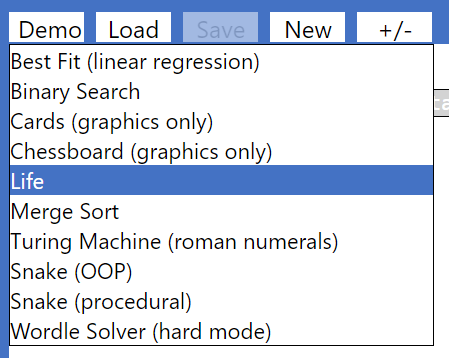 Demo Load Save New +/-
Best Fit (linear regression)
Binary Search
Cards (graphics only)
Chessboard (graphics only)
Life
Merge Sort
Turing Machine (roman numerals)
Snake (OOP)
Snake (procedural)
Wordle Solver (hard mode)